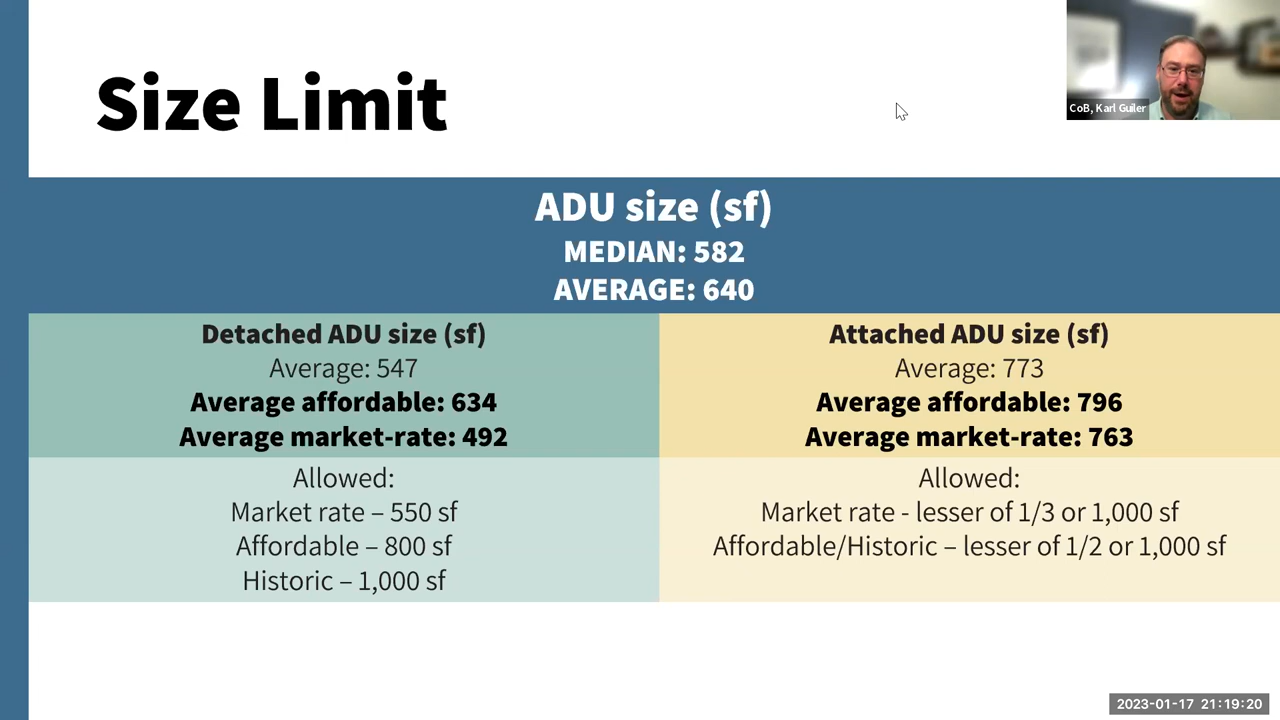 Size Limit
CoB, Karl Guiler
ADU size (sf)
MEDIAN: 582
AVERAGE: 640
Detached ADU size (sf)
Average: 547
Average affordable: 634
Average market-rate: 492
Attached ADU size (sf)
Average: 773
Average affordable: 796
Average market-rate: 763
Allowed:
Market rate – 550 sf
Affordable – 800 sf
Historic – 1,000 sf
Allowed:
Market rate - lesser of 1/3 or 1,000 sf
Affordable/Historic – lesser of 1/2 or 1,000 sf
2023-01-17 21:19:20